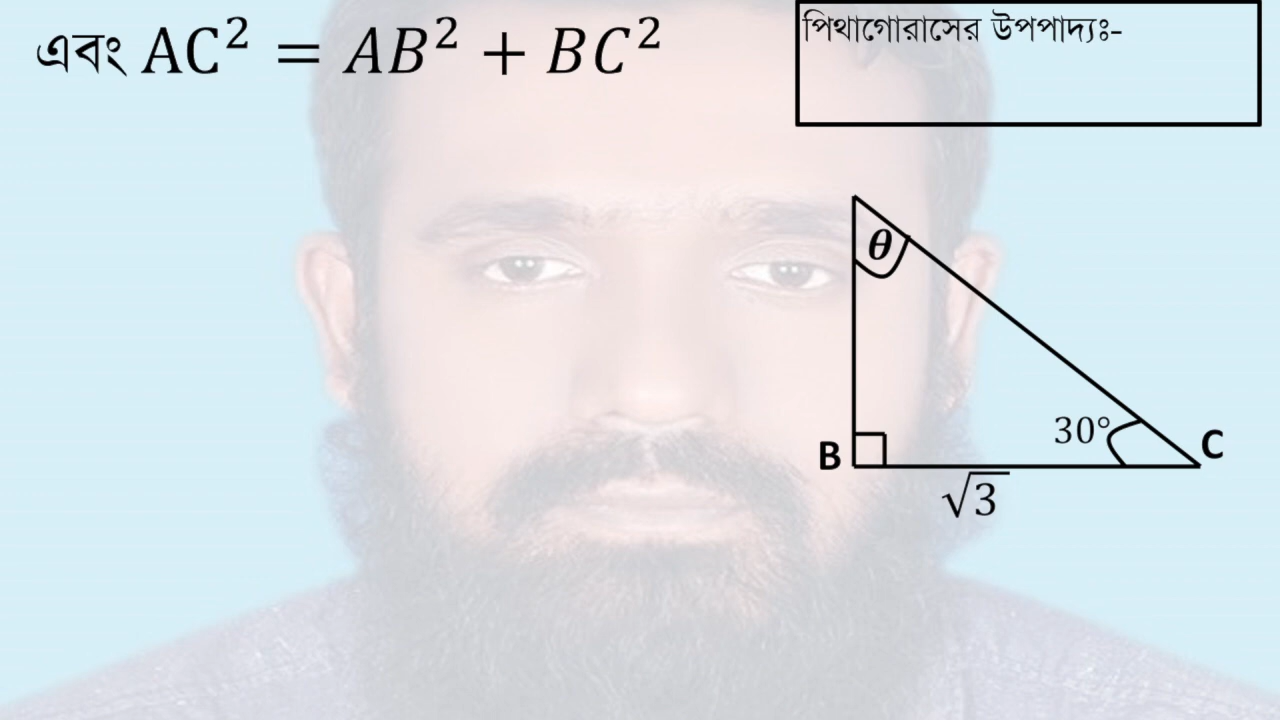 এবং AC² = AB² + BC²
পিথাগোরাসের উপপাদ্যঃ-
θ
30°
B
C
√3